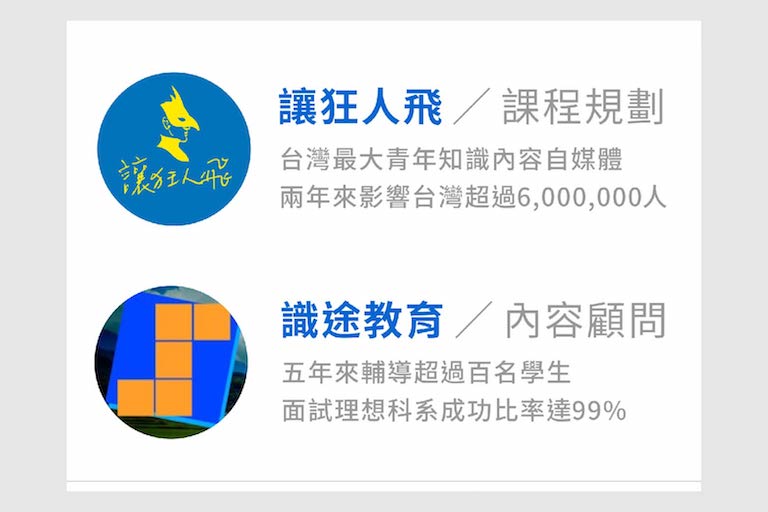 讓狂人飛
讓狂人飛／課程規劃
台灣最大青年知識內容自媒體
兩年來影響台灣超過6,000,000人
識途教育／內容顧問
五年來輔導超過百名學生
面試理想科系成功比率達99%